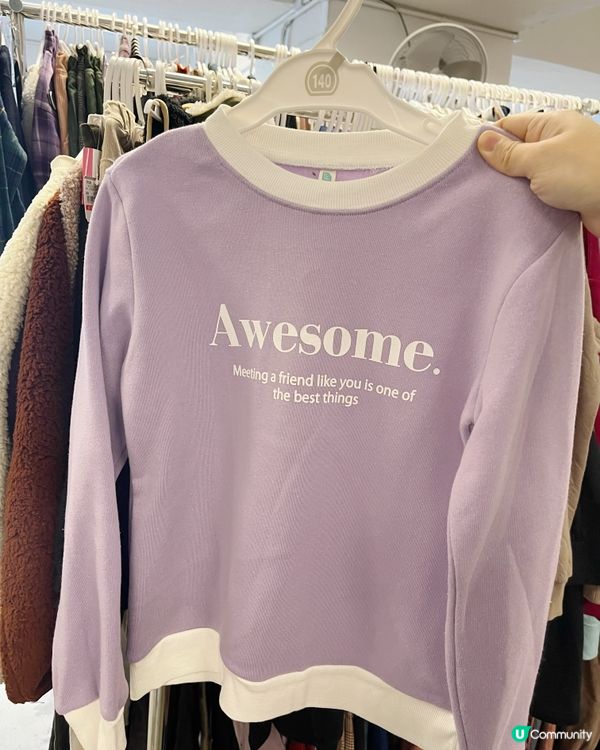 140
Awesome.
Meeting a friend like you is one of
the best things
U Community